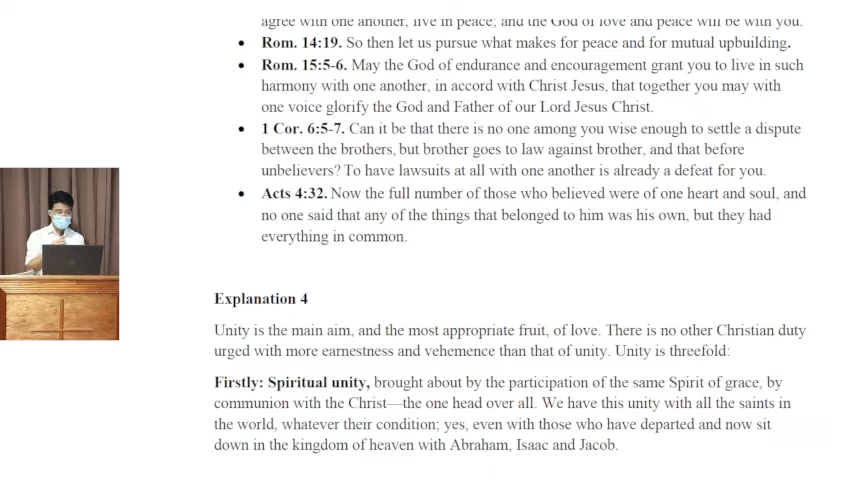 agree with one another, live in peace; and the God of love and peace will be with you.
• Rom. 14:19. So then let us pursue what makes for peace and for mutual upbuilding.
• Rom. 15:5-6. May the God of endurance and encouragement grant you to live in such
harmony with one another, in accord with Christ Jesus, that together you may with
one voice glorify the God and Father of our Lord Jesus Christ.
• 1 Cor. 6:5-7. Can it be that there is no one among you wise enough to settle a dispute
between the brothers, but brother goes to law against brother, and that before
unbelievers? To have lawsuits at all with one another is already a defeat for you.
• Acts 4:32. Now the full number of those who believed were of one heart and soul, and
no one said that any of the things that belonged to him was his own, but they had
everything in common.
Explanation 4
Unity is the main aim, and the most appropriate fruit, of love. There is no other Christian duty
urged with more earnestness and vehemence than that of unity. Unity is threefold:
Firstly: Spiritual unity, brought about by the participation of the same Spirit of grace, by
communion with the Christ—the one head over all. We have this unity with all the saints in
the world, whatever their condition; yes, even with those who have departed and now sit
down in the kingdom of heaven with Abraham, Isaac and Jacob.